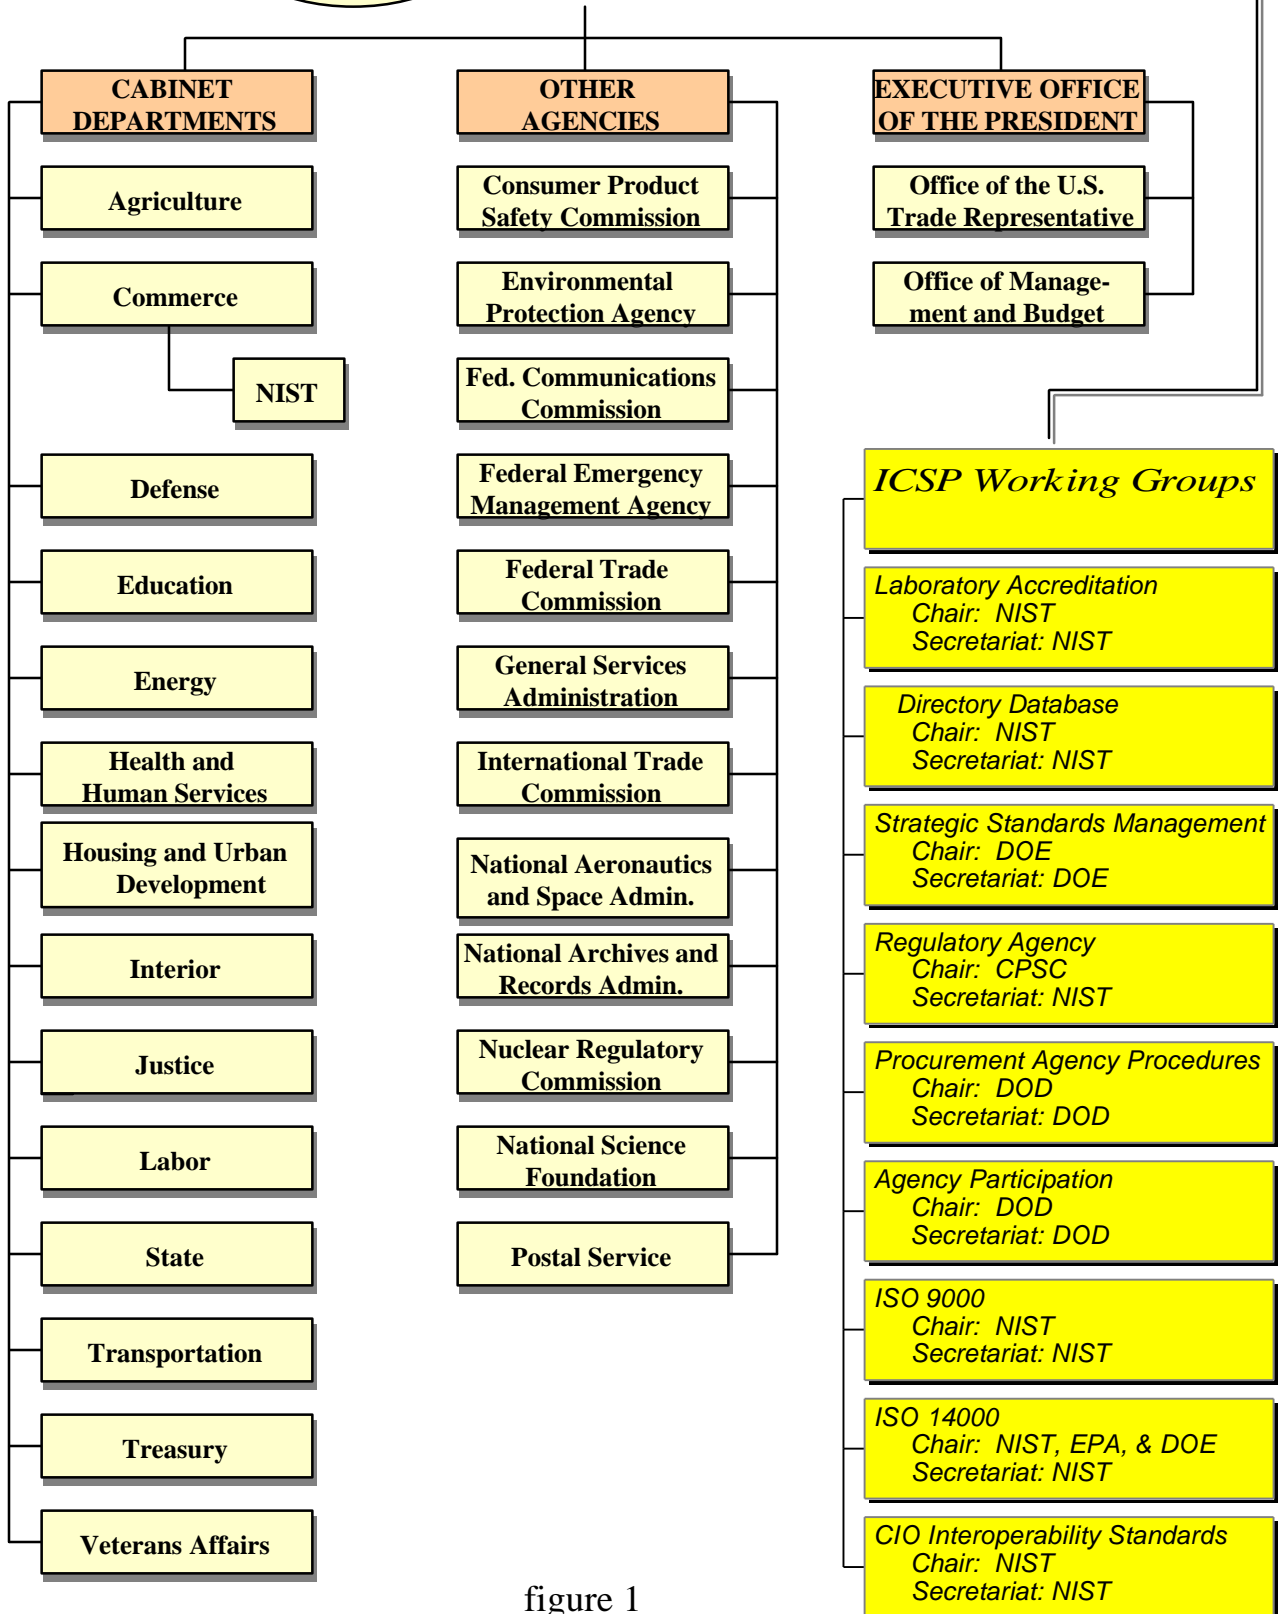 CABINET
DEPARTMENTS
Agriculture
Commerce
NIST
Defense
Education
Energy
Health and
Human Services
Housing and Urban
Development
Interior
Justice
Labor
State
Transportation
Treasury
Veterans Affairs
OTHER
AGENCIES
Consumer Product
Safety Commission
Environmental
Protection Agency
Fed. Communications
Commission
Federal Emergency
Management Agency
Federal Trade
Commission
General Services
Administration
International Trade
Commission
National Aeronautics
and Space Admin.
National Archives and
Records Admin.
Nuclear Regulatory
Commission
National Science
Foundation
Postal Service
EXECUTIVE OFFICE
OF THE PRESIDENT
Office of the U.S.
Trade Representative
Office of Manage-
ment and Budget
ICSP Working Groups
Laboratory Accreditation
Chair: NIST
Secretariat: NIST
Directory Database
Chair: NIST
Secretariat: NIST
Strategic Standards Management
Chair: DOE
Secretariat: DOE
Regulatory Agency
Chair: CPSC
Secretariat: NIST
Procurement Agency Procedures
Chair: DOD
Secretariat: DOD
Agency Participation
Chair: DOD
Secretariat: DOD
ISO 9000
Chair: NIST
Secretariat: NIST
ISO 14000
Chair: NIST, EPA, & DOE
Secretariat: NIST
CIO Interoperability Standards
Chair: NIST
Secretariat: NIST
figure 1